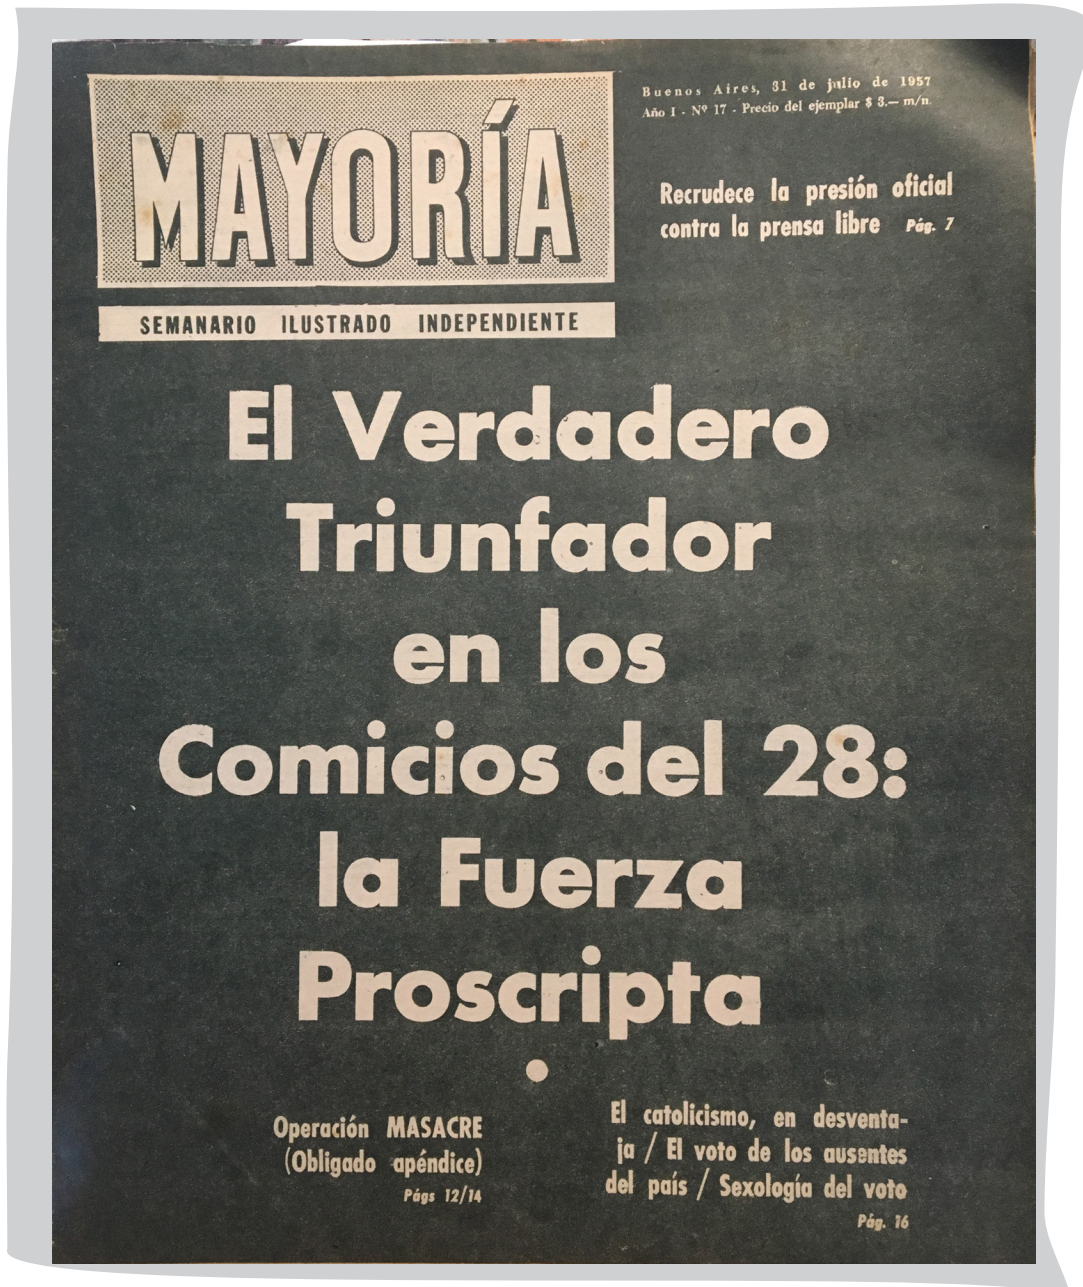 MAYORÍA
SEMANARIO ILUSTRADO INDEPENDIENTE
Buenos Aires, 31 de julio de 1957
Año I - Nº 17 - Precio del ejemplar $ 3.— m/n.
Recrudece la presión oficial
contra la prensa libre Pág. 7
El Verdadero
Triunfador
en los
Comicios del 28:
la Fuerza
Proscripta
Operación MASACRE
(Obligado apéndice)
Págs 12/14
El catolicismo, en desventa-
ja / El voto de los ausentes
del país / Sexología del voto
Pág. 16